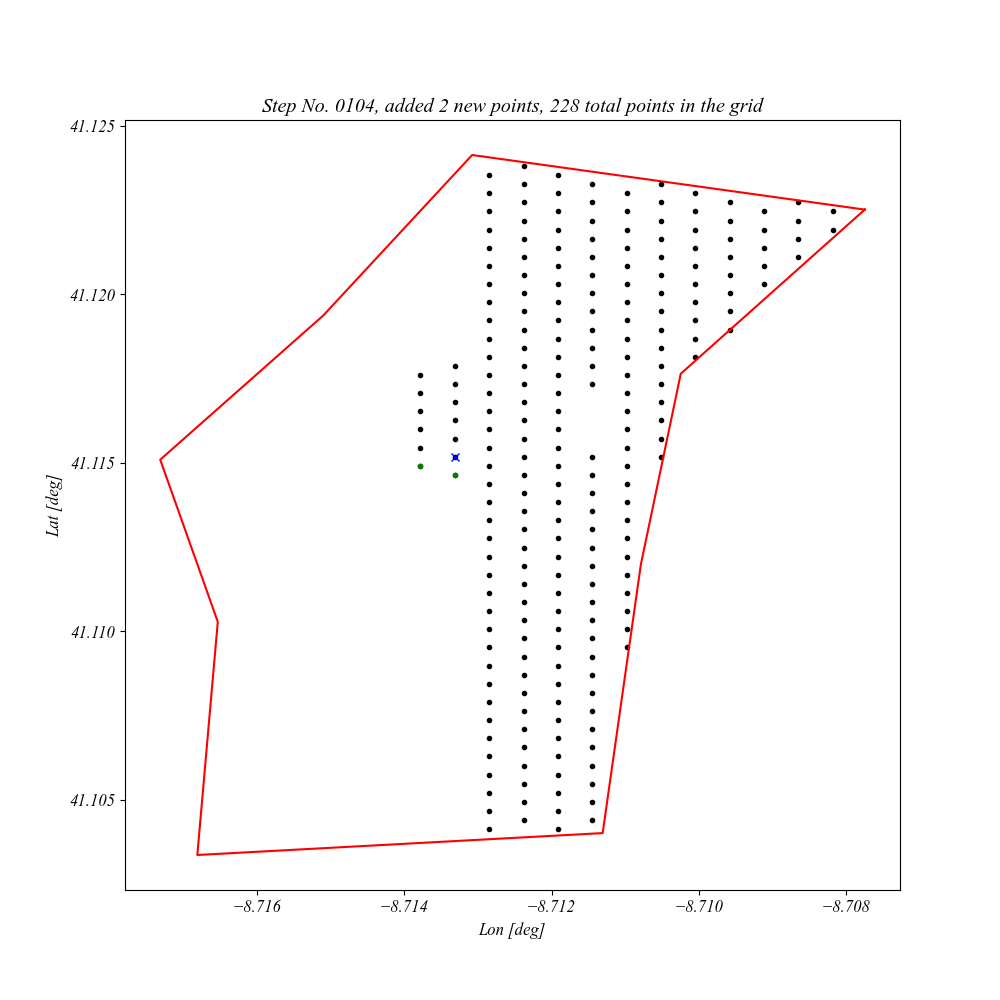 Step No. 0104, added 2 new points, 228 total points in the grid
41.125
41.120
41.115
41.110
41.105
Lat [deg]
−8.716 −8.714 −8.712 −8.710 −8.708
Lon [deg]